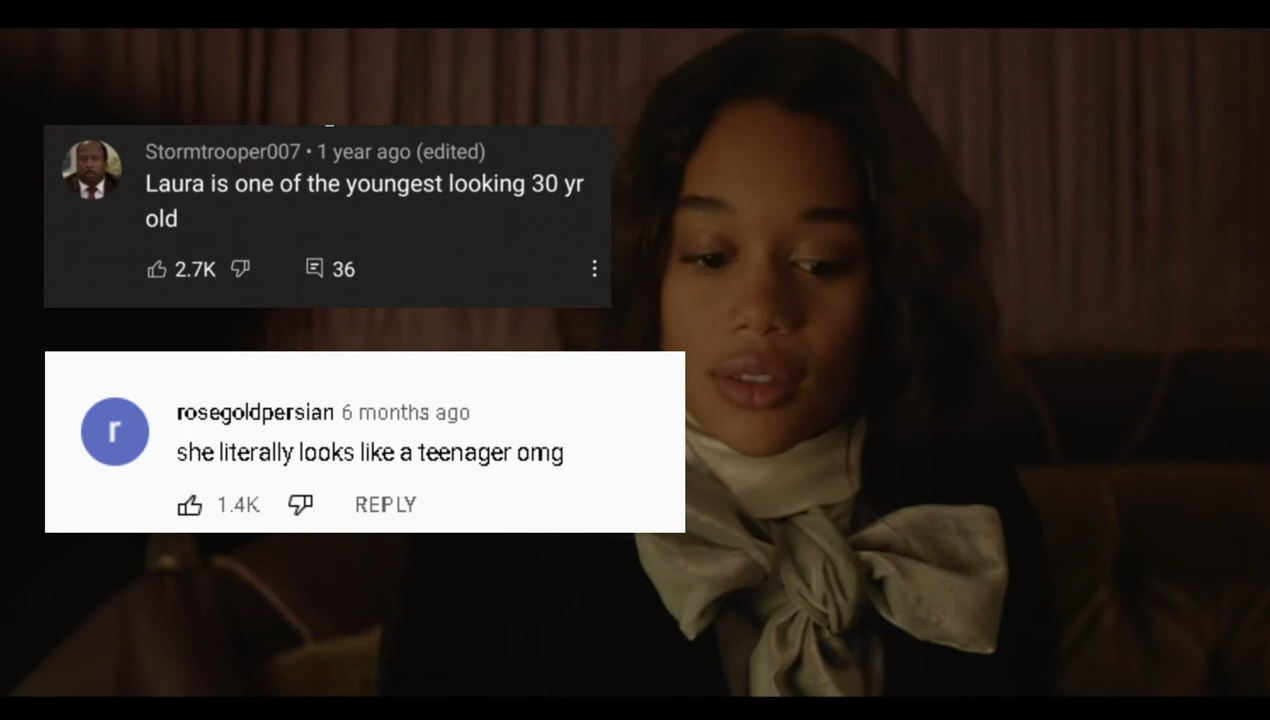 Stormtrooper007 • 1 year ago (edited)
Laura is one of the youngest looking 30 yr
old
2.7K 36
r
rosegoldpersian 6 months ago
she literally looks like a teenager omg
1.4K REPLY